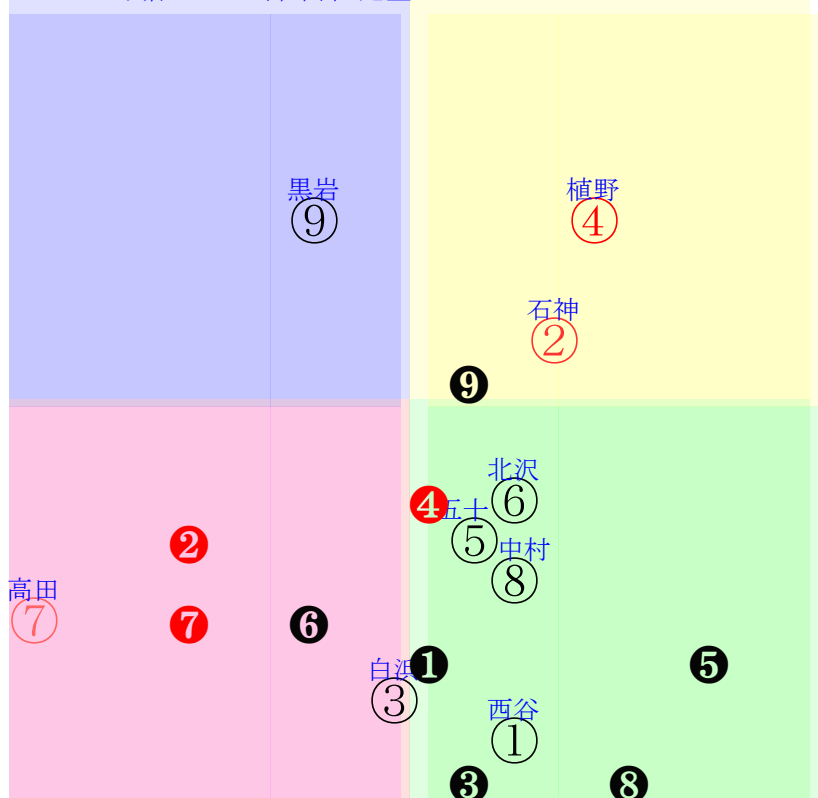 黒岩
⑨
植野
④
石神
②
❾
北沢
⑥
❹
五十
⑤
❷
中村
⑧
高田
⑦
❼
❻
白浜
③
❶
❺
西谷
①
❸
❽